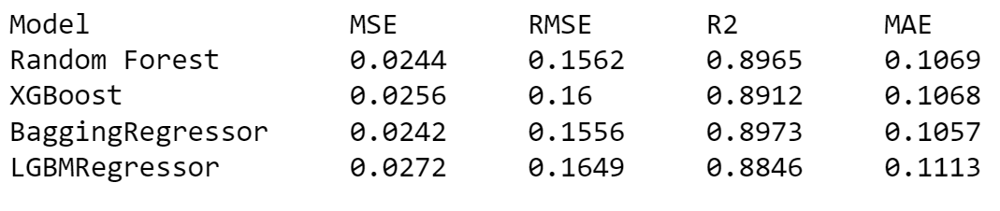 Model MSE RMSE R2 MAE
Random Forest 0.0244 0.1562 0.8965 0.1069
XGBoost 0.0256 0.16 0.8912 0.1068
BaggingRegressor 0.0242 0.1556 0.8973 0.1057
LGBMRegressor 0.0272 0.1649 0.8846 0.1113